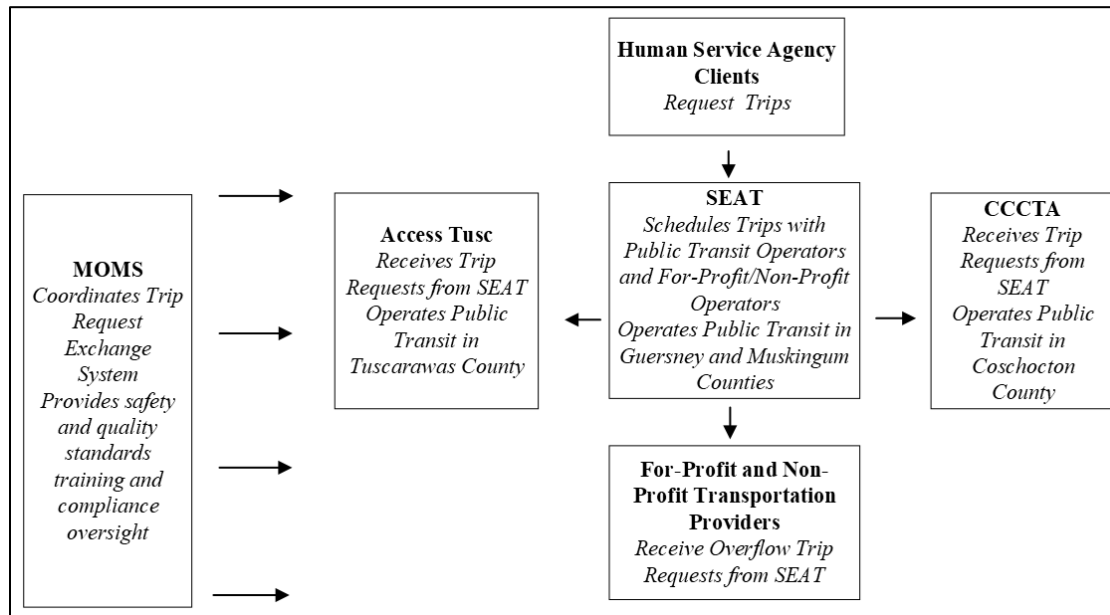 Human Service Agency
Clients
Request Trips
MOMS
Coordinates Trip
Request
Exchange
System
Provides safety
and quality
standards
training and
compliance
oversight
Access Tusc
Receives Trip
Requests from SEAT
Operates Public
Transit in
Tuscarawas County
SEAT
Schedules Trips with
Public Transit Operators
and For-Profit/Non-Profit
Operators
Operates Public Transit in
Guersney and Muskingum
Counties
CCCTA
Receives Trip
Requests from
SEAT
Operates Public
Transit in
Coschocton
County
For-Profit and Non-
Profit Transportation
Providers
Receive Overflow Trip
Requests from SEAT